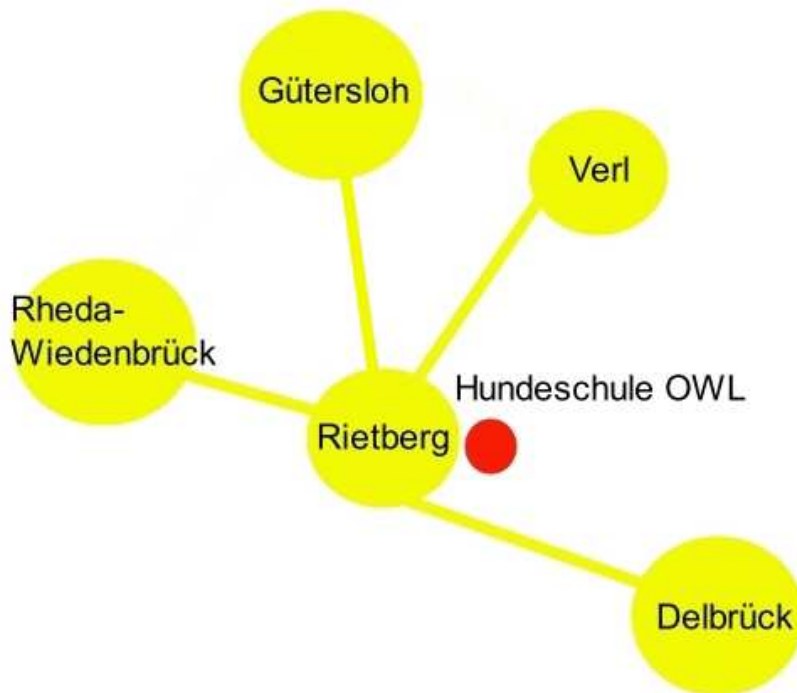 Gütersloh
Verl
Rheda-
Wiedenbrück
Hundeschule OWL
Rietberg
Delbrück